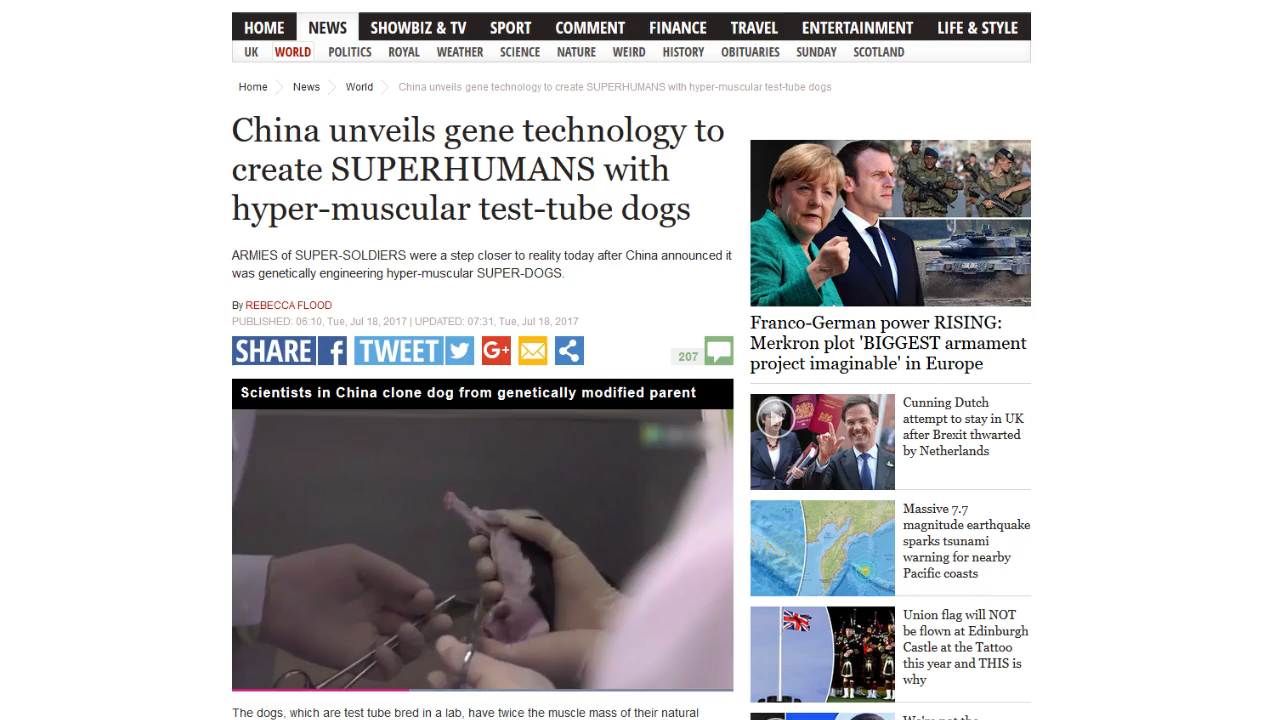 HOME NEWS SHOWBIZ & TV SPORT COMMENT FINANCE TRAVEL ENTERTAINMENT LIFE & STYLE
UK WORLD POLITICS ROYAL WEATHER SCIENCE NATURE WEIRD HISTORY OBITUARIES SUNDAY SCOTLAND
Home News World China unveils gene technology to create SUPERHUMANS with hyper-muscular test-tube dogs
China unveils gene technology to
create SUPERHUMANS with
hyper-muscular test-tube dogs
ARMIES of SUPER-SOLDIERS were a step closer to reality today after China announced it
was genetically engineering hyper-muscular SUPER-DOGS.
By REBECCA FLOOD
PUBLISHED: 06:10, Tue, Jul 18, 2017 | UPDATED: 07:31, Tue, Jul 18, 2017
SHARE f TWEET G+ 207
Scientists in China clone dog from genetically modified parent
The dogs, which are test tube bred in a lab, have twice the muscle mass of their natural
Franco-German power RISING:
Merkron plot 'BIGGEST armament
project imaginable' in Europe
Cunning Dutch
attempt to stay in UK
after Brexit thwarted
by Netherlands
Massive 7.7
magnitude earthquake
sparks tsunami
warning for nearby
Pacific coasts
Union flag will NOT
be flown at Edinburgh
Castle at the Tattoo
this year and THIS is
why